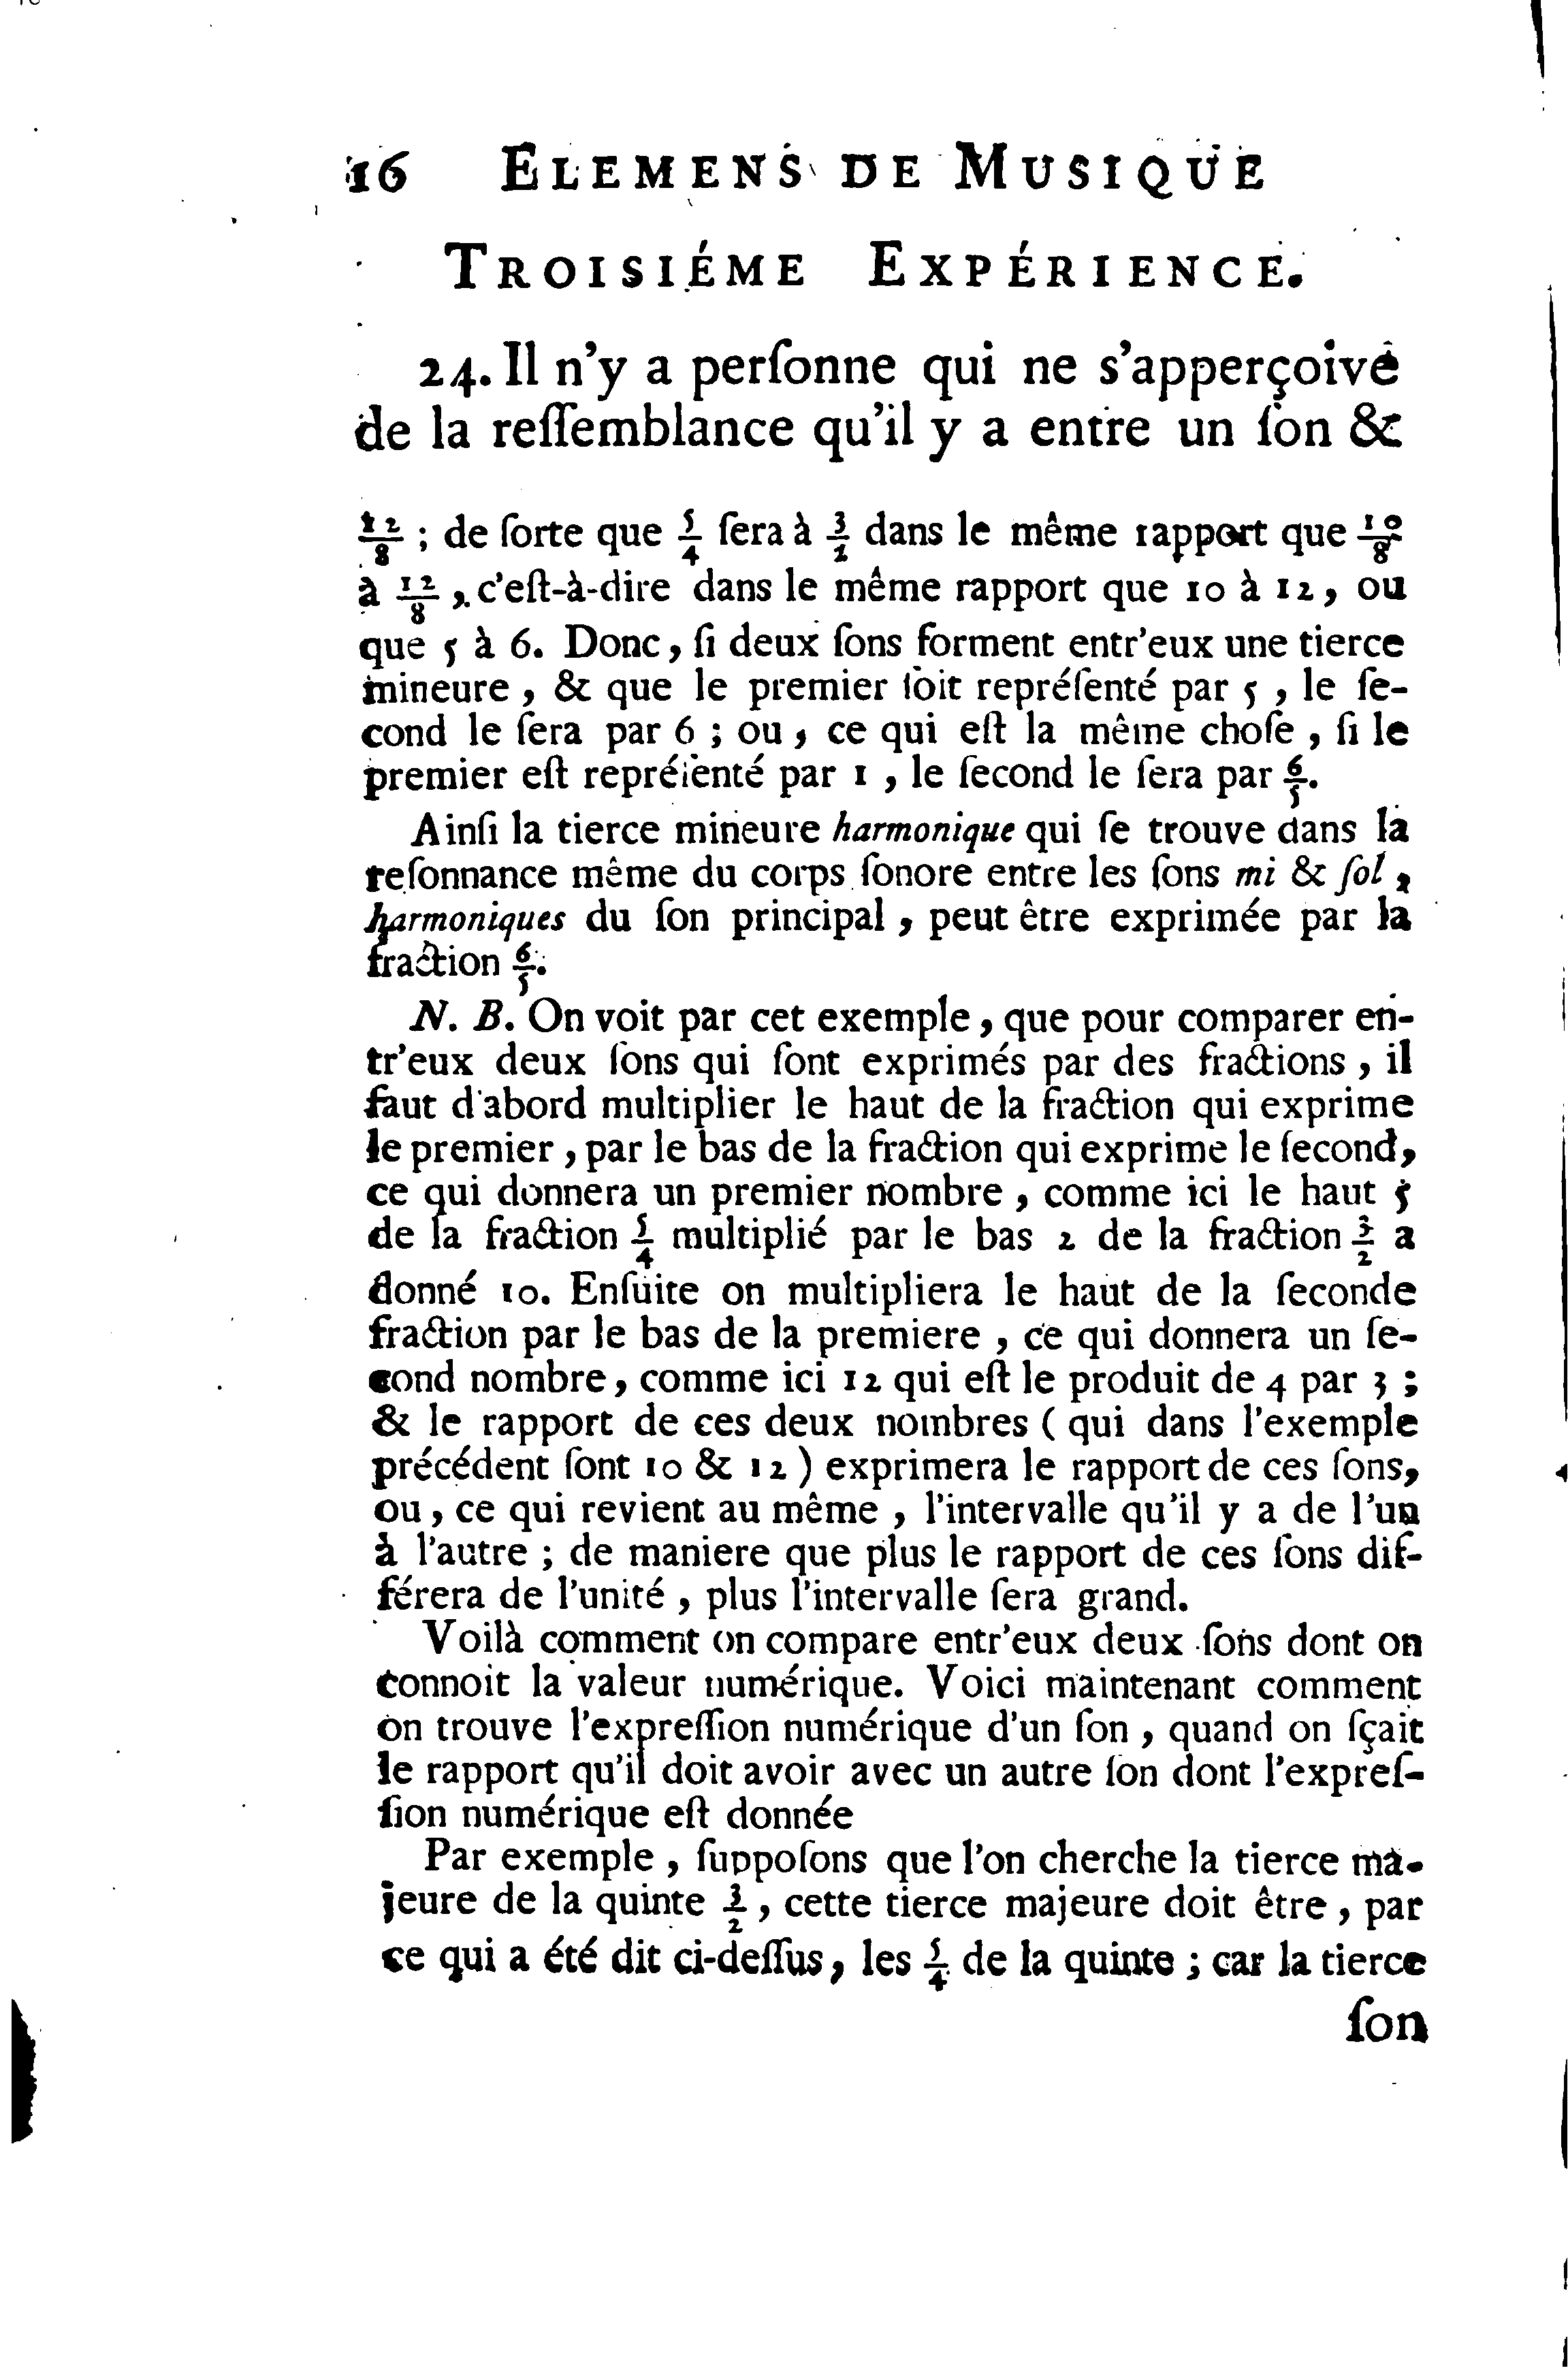 16 ELEMENS DE MUSIQUE
TROISIÉME EXPÉRIENCE.
24. Il n'y a perſonne qui ne s'apperçoive
de la reſſemblance qu'il y a entre un ſon &
12/8 ; de ſorte que 5/4 ſera à 3/2 dans le même rapport que 10/8
à 12/8, c'eſt-à-dire dans le même rapport que 10 à 12, ou
que 5 à 6. Donc, ſi deux ſons forment entr'eux une tierce
mineure, & que le premier ſoit repréſenté par 5, le ſe-
cond le ſera par 6 ; ou, ce qui eſt la même choſe, ſi le
premier eſt repréſenté par 1, le ſecond le ſera par 6/5.
Ainſi la tierce mineure harmonique qui ſe trouve dans la
reſonnance même du corps ſonore entre les ſons mi & ſol,
harmoniques du ſon principal, peut être exprimée par la
fraction 6/5.
N. B. On voit par cet exemple, que pour comparer en-
tr'eux deux ſons qui ſont exprimés par des fractions, il
faut d'abord multiplier le haut de la fraction qui exprime
le premier, par le bas de la fraction qui exprime le ſecond,
ce qui donnera un premier nombre, comme ici le haut 5
de la fraction 5/4 multiplié par le bas 2 de la fraction 3/2 a
donné 10. Enſuite on multipliera le haut de la ſeconde
fraction par le bas de la premiere, ce qui donnera un ſe-
cond nombre, comme ici 12 qui eſt le produit de 4 par 3 ;
& le rapport de ces deux nombres ( qui dans l'exemple
précédent ſont 10 & 12 ) exprimera le rapport de ces ſons,
ou, ce qui revient au même, l'intervalle qu'il y a de l'un
à l'autre ; de maniere que plus le rapport de ces ſons dif-
férera de l'unité, plus l'intervalle ſera grand.
Voilà comment on compare entr'eux deux ſons dont on
connoit la valeur numérique. Voici maintenant comment
on trouve l'expreſſion numérique d'un ſon, quand on ſçait
le rapport qu'il doit avoir avec un autre ſon dont l'expreſ-
ſion numérique eſt donnée
Par exemple, ſuppoſons que l'on cherche la tierce ma-
jeure de la quinte 3/2, cette tierce majeure doit être, par
ce qui a été dit ci-deſſus, les 5/4 de la quinte ; car la tierce
ſon